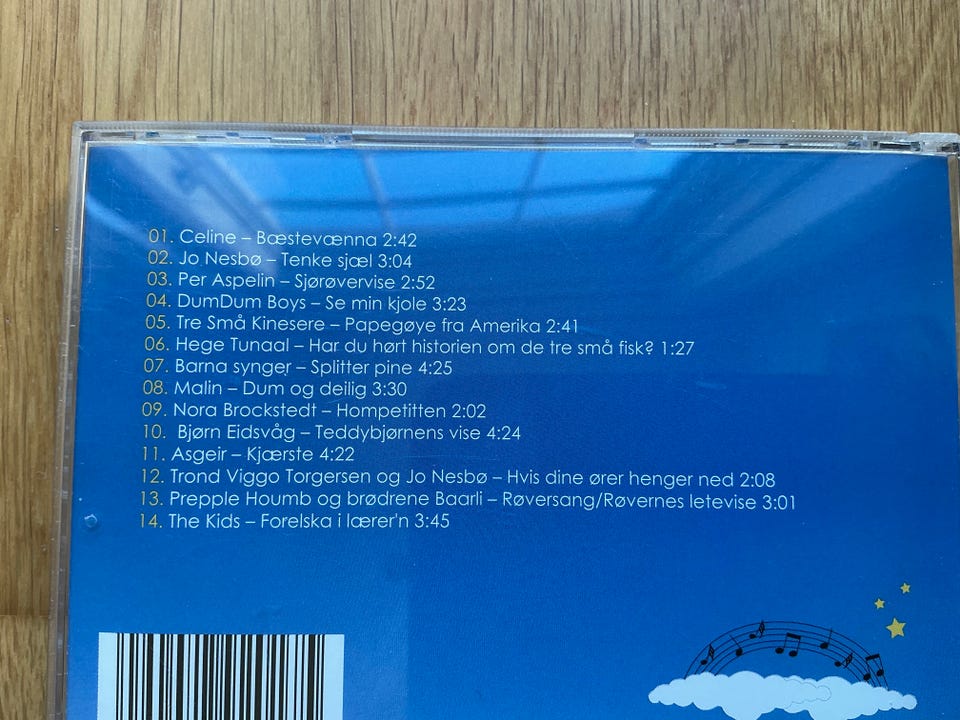 01. Celine – Bæstevænna 2:42
02. Jo Nesbø – Tenke sjæl 3:04
03. Per Aspelin – Sjørøvervise 2:52
04. DumDum Boys – Se min kjole 3:23
05. Tre Små Kinesere – Papegøye fra Amerika 2:41
06. Hege Tunaal – Har du hørt historien om de tre små fisk? 1:27
07. Barna synger – Splitter pine 4:25
08. Malin – Dum og deilig 3:30
09. Nora Brockstedt – Hompetitten 2:02
10. Bjørn Eidsvåg – Teddybjørnens vise 4:24
11. Asgeir – Kjærste 4:22
12. Trond Viggo Torgersen og Jo Nesbø – Hvis dine ører henger ned 2:08
13. Prepple Houmb og brødrene Baarli – Røversang/Røvernes letevise 3:01
14. The Kids – Forelska i lærer'n 3:45